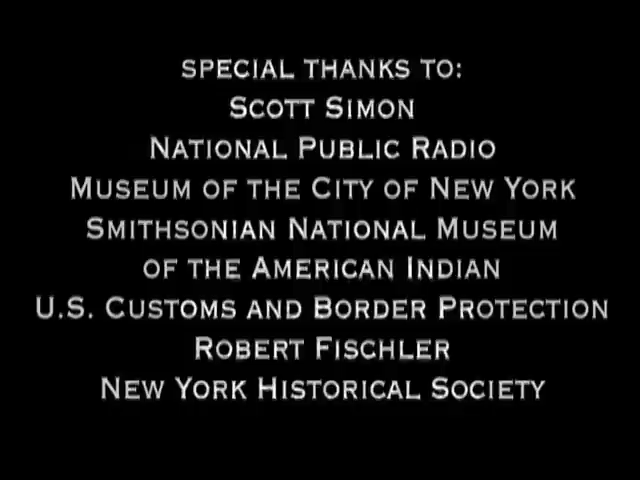 SPECIAL THANKS TO:
SCOTT SIMON
NATIONAL PUBLIC RADIO
MUSEUM OF THE CITY OF NEW YORK
SMITHSONIAN NATIONAL MUSEUM
OF THE AMERICAN INDIAN
U.S. CUSTOMS AND BORDER PROTECTION
ROBERT FISCHLER
NEW YORK HISTORICAL SOCIETY